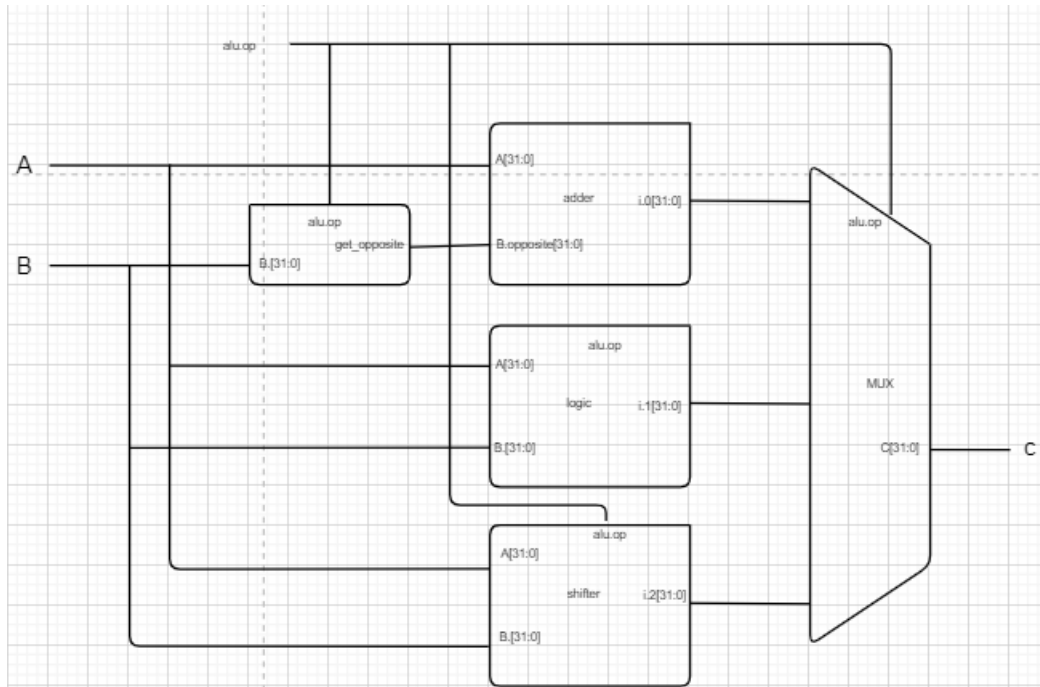 alu.op
A
A[31:0]
adder
i.0[31:0]
alu.op
alu.op
get_opposite
B.opposite[31:0]
B
B.[31:0]
alu.op
A[31:0]
logic
i.1[31:0]
MUX
B.[31:0]
C[31:0]
C
alu.op
A[31:0]
shifter
i.2[31:0]
B.[31:0]